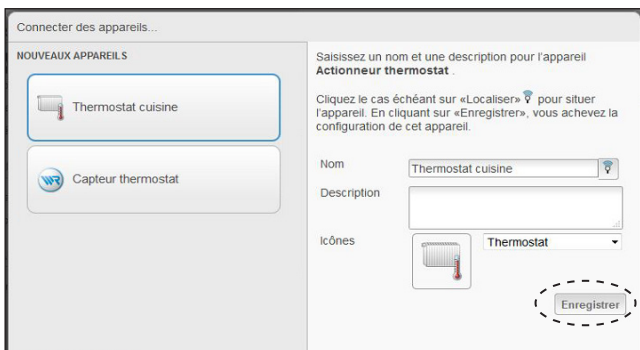 Connecter des appareils...
NOUVEAUX APPAREILS
Thermostat cuisine
WR Capteur thermostat
Saisissez un nom et une description pour l'appareil
Actionneur thermostat .
Cliquez le cas échéant sur «Localiser» pour situer
l'appareil. En cliquant sur «Enregistrer», vous achevez la
configuration de cet appareil.
Nom Thermostat cuisine
Description
Icônes Thermostat
Enregistrer